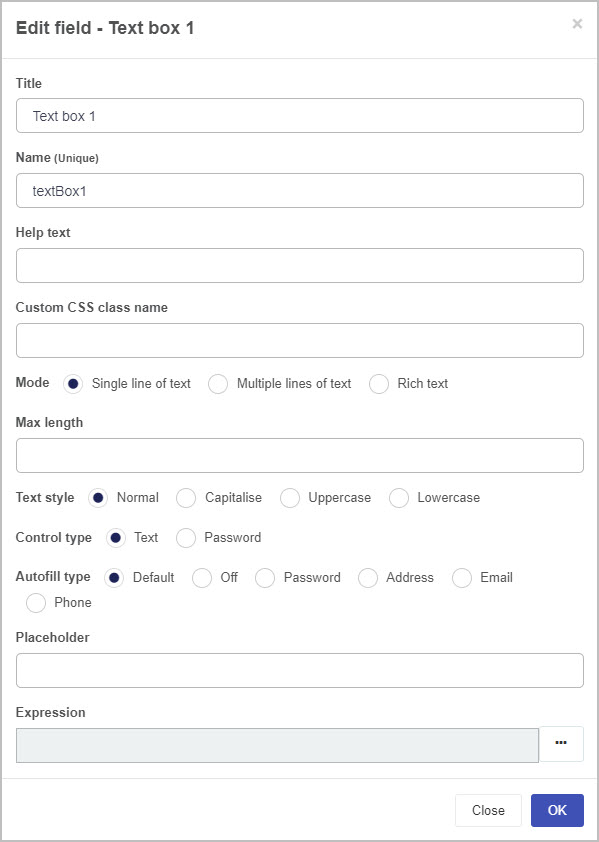 Edit field - Text box 1 ×
Title
Text box 1
Name (Unique)
textBox1
Help text
Custom CSS class name
Mode Single line of text Multiple lines of text Rich text
Max length
Text style Normal Capitalise Uppercase Lowercase
Control type Text Password
Autofill type Default Off Password Address Email
Phone
Placeholder
Expression
...
Close OK